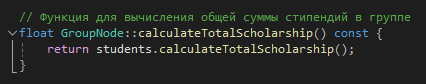 // Функция для вычисления общей суммы стипендий в группе
float GroupNode::calculateTotalScholarship() const {
    return students.calculateTotalScholarship();
}